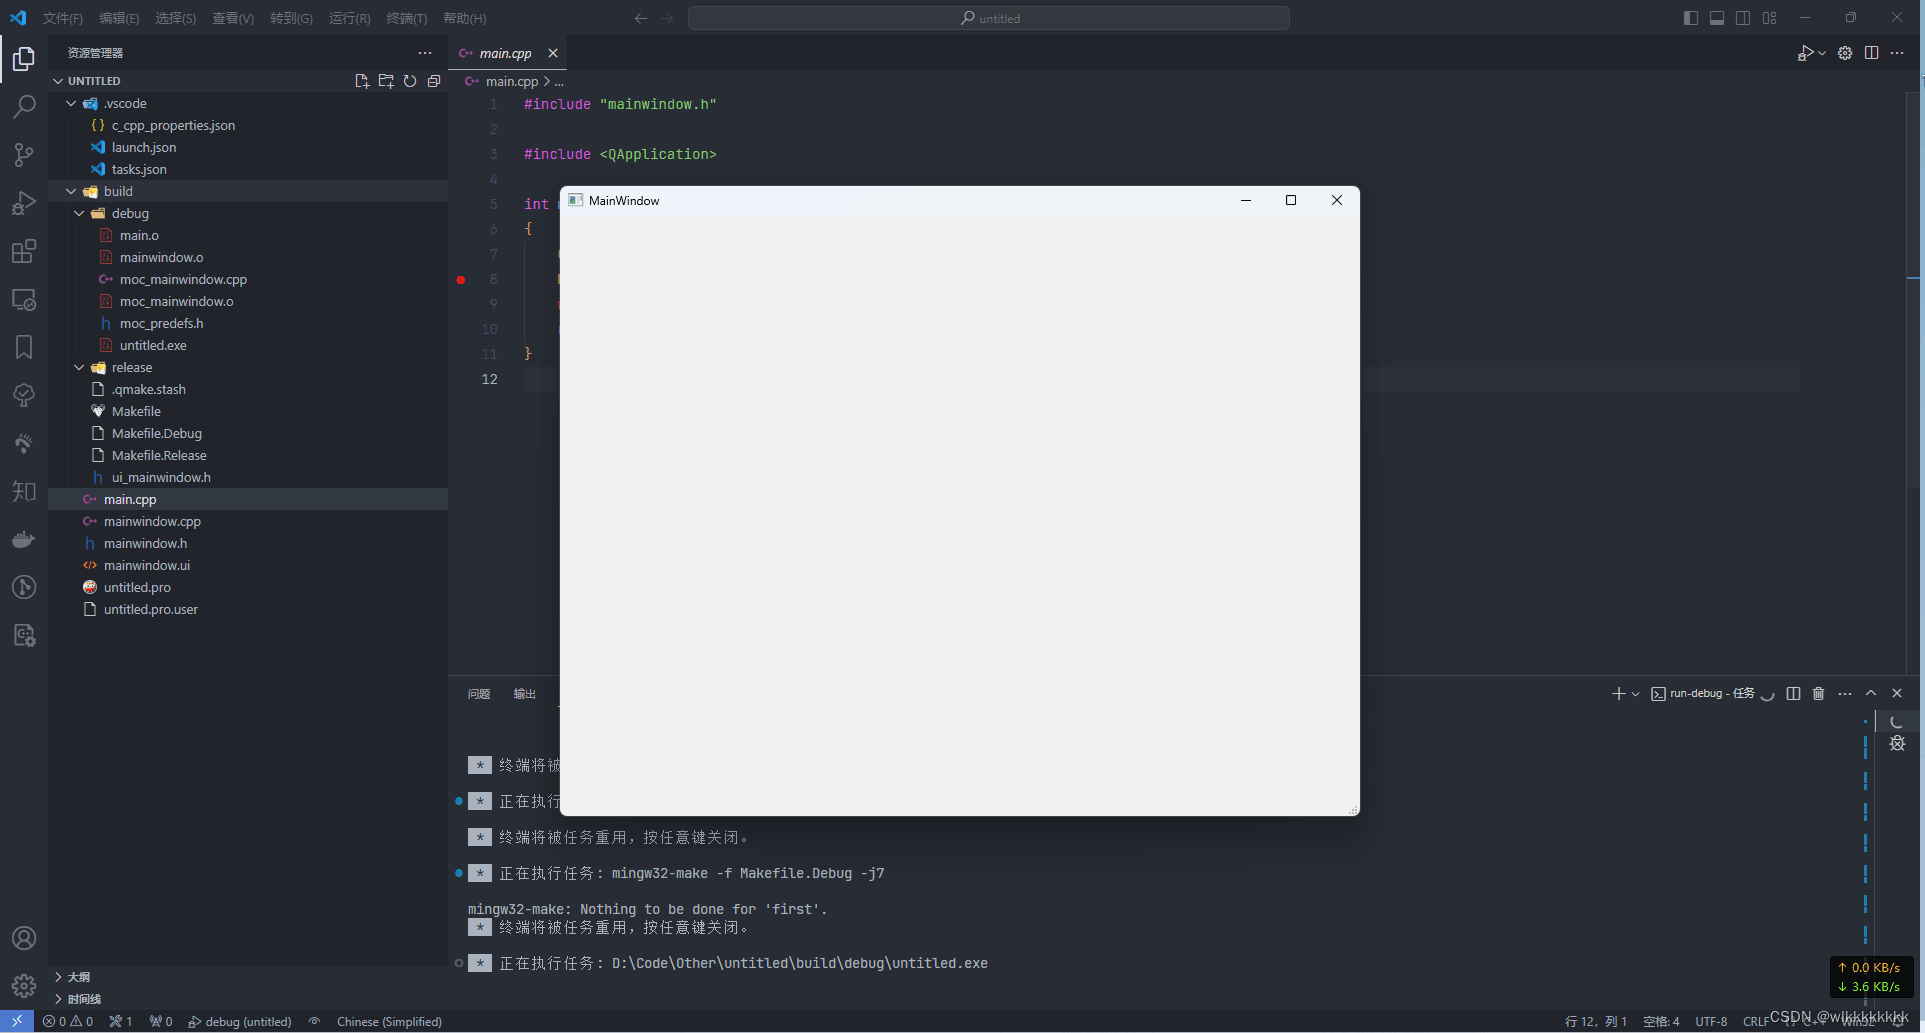 文件(F) 编辑(E) 选择(S) 查看(V) 转到(G) 运行(R) 终端(T) 帮助(H)
untitled
资源管理器
UNTITLED
.vscode
{} c_cpp_properties.json
launch.json
tasks.json
build
debug
main.o
mainwindow.o
moc_mainwindow.cpp
moc_mainwindow.o
h moc_predefs.h
untitled.exe
release
.qmake.stash
Makefile
Makefile.Debug
Makefile.Release
h ui_mainwindow.h
main.cpp
mainwindow.cpp
h mainwindow.h
mainwindow.ui
untitled.pro
untitled.pro.user
大纲
时间线
知
main.cpp
main.cpp > ...
1 #include "mainwindow.h"
2
3 #include <QApplication>
4
5 int
6 {
7
8
9
10
11 }
12
MainWindow
问题 输出
run-debug - 任务
* 终端将被
* 正在执行
* 终端将被任务重用，按任意键关闭。
* 正在执行任务: mingw32-make -f Makefile.Debug -j7
mingw32-make: Nothing to be done for 'first'.
* 终端将被任务重用，按任意键关闭。
* 正在执行任务: D:\Code\Other\untitled\build\debug\untitled.exe
↑ 0.0 KB/s
↓ 3.6 KB/s
0 0 1 0 debug (untitled) Chinese (Simplified)
行 12, 列 1 空格: 4 UTF-8 CRLF C++ Win32
CSDN @wlkkkkkkkk